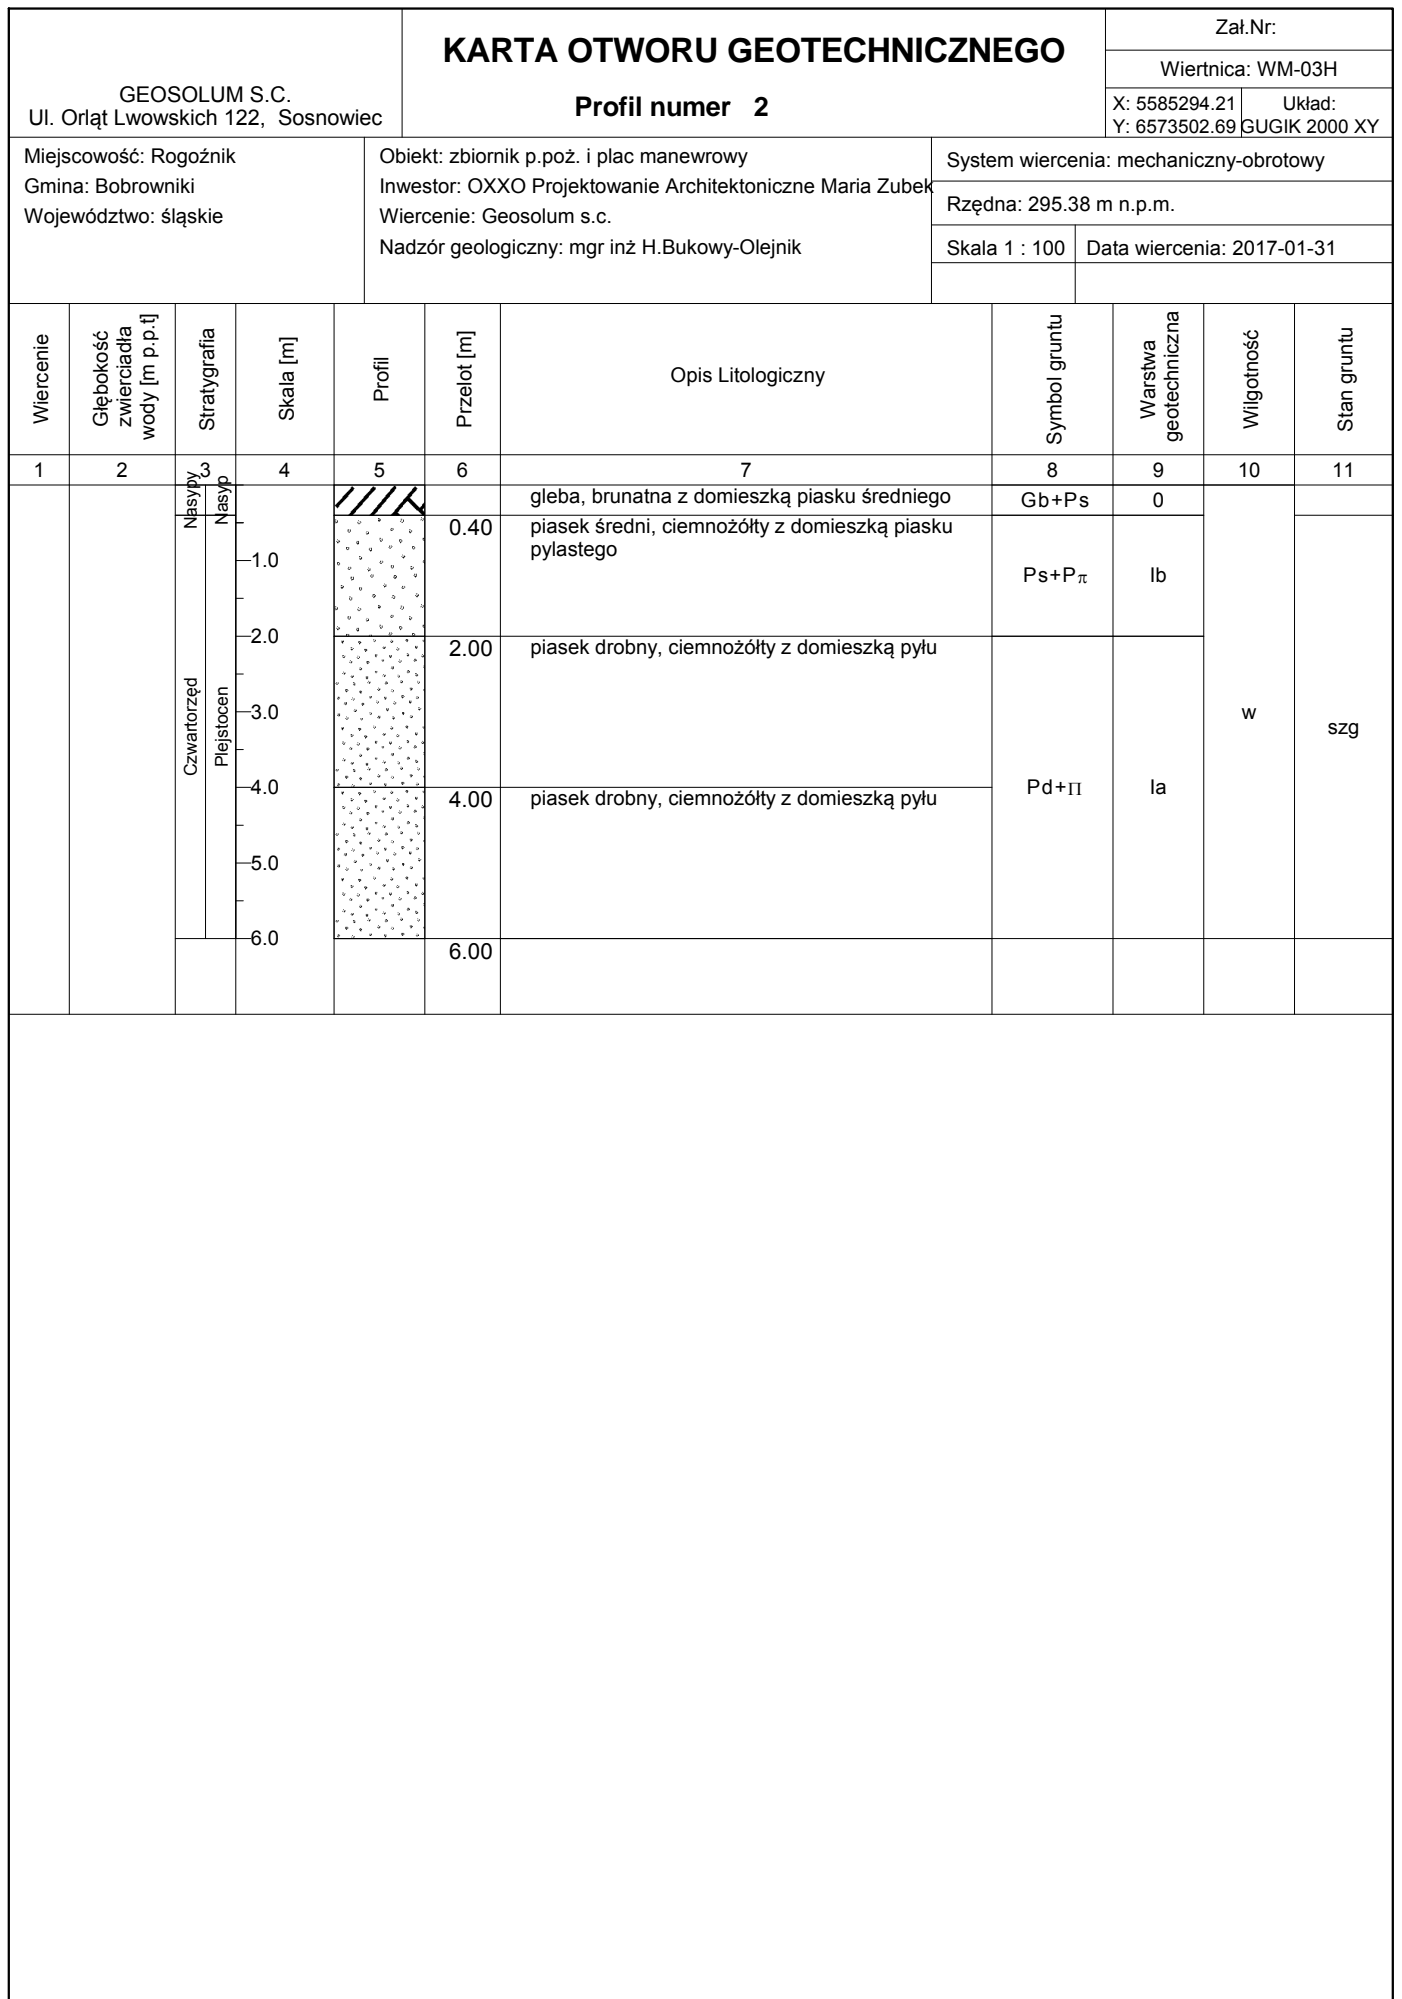 GEOSOLUM S.C.
Ul. Orląt Lwowskich 122, Sosnowiec
KARTA OTWORU GEOTECHNICZNEGO
Profil numer 2
Zał.Nr:
Wiertnica: WM-03H
X: 5585294.21
Y: 6573502.69
Układ:
GUGIK 2000 XY
Miejscowość: Rogoźnik
Gmina: Bobrowniki
Województwo: śląskie
Obiekt: zbiornik p.poż. i plac manewrowy
Inwestor: OXXO Projektowanie Architektoniczne Maria Zubek
Wiercenie: Geosolum s.c.
Nadzór geologiczny: mgr inż H.Bukowy-Olejnik
System wiercenia: mechaniczny-obrotowy
Rzędna: 295.38 m n.p.m.
Skala 1 : 100
Data wiercenia: 2017-01-31
Wiercenie
Głębokość
zwierciadła
wody [m p.p.t]
Stratygrafia
Skala [m]
Profil
Przelot [m]
Opis Litologiczny
Symbol gruntu
Warstwa
geotechniczna
Wilgotność
Stan gruntu
1 2 3 4 5 6 7 8 9 10 11
Nasypy
Nasyp
gleba, brunatna z domieszką piasku średniego
Gb+Ps
0
0.40
piasek średni, ciemnożółty z domieszką piasku
pylastego
1.0
Ps+Pπ
Ib
2.0
2.00
piasek drobny, ciemnożółty z domieszką pyłu
Czwartorzęd
Plejstocen
3.0
w
szg
4.0
4.00
piasek drobny, ciemnożółty z domieszką pyłu
Pd+Π
Ia
5.0
6.0
6.00